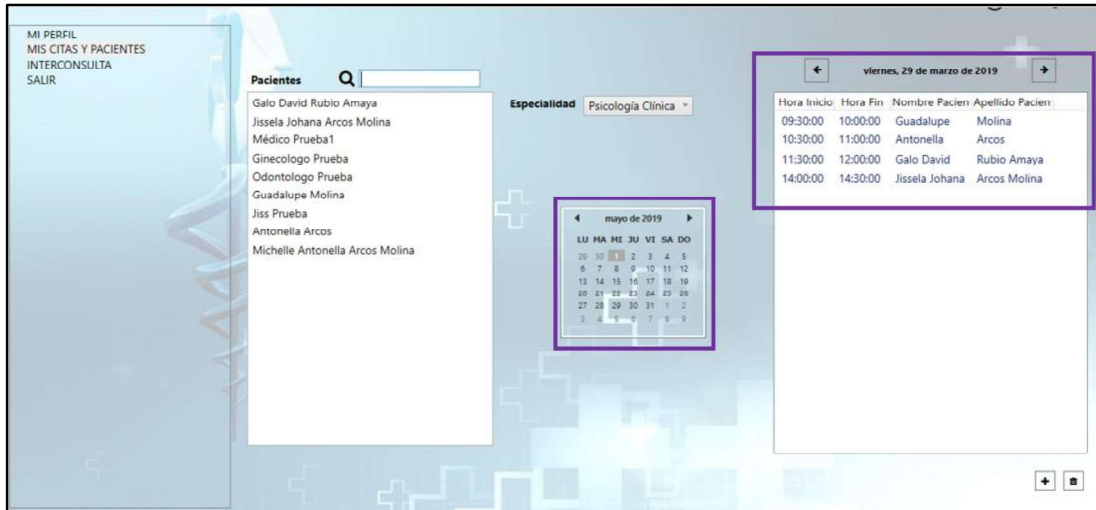 MI PERFIL
MIS CITAS Y PACIENTES
INTERCONSULTA
SALIR
Pacientes
Galo David Rubio Amaya
Jissela Johana Arcos Molina
Médico Prueba1
Ginecologo Prueba
Odontologo Prueba
Guadalupe Molina
Jiss Prueba
Antonella Arcos
Michelle Antonella Arcos Molina
Especialidad Psicología Clínica
mayo de 2019
LU MA MI JU VI SA DO
29 30 1 2 3 4 5
6 7 8 9 10 11 12
13 14 15 16 17 18 19
20 21 22 23 24 25 26
27 28 29 30 31 1 2
3 4 5 6 7 8 9
viernes, 29 de marzo de 2019
Hora Inicio Hora Fin Nombre Pacien Apellido Pacien
09:30:00 10:00:00 Guadalupe Molina
10:30:00 11:00:00 Antonella Arcos
11:30:00 12:00:00 Galo David Rubio Amaya
14:00:00 14:30:00 Jissela Johana Arcos Molina